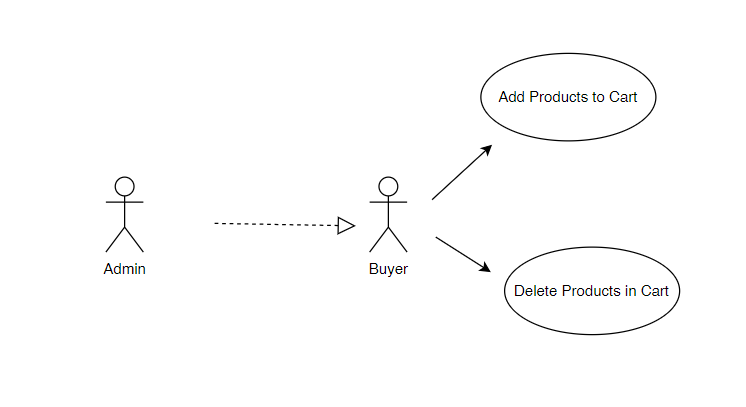 Add Products to Cart
Admin
Buyer
Delete Products in Cart